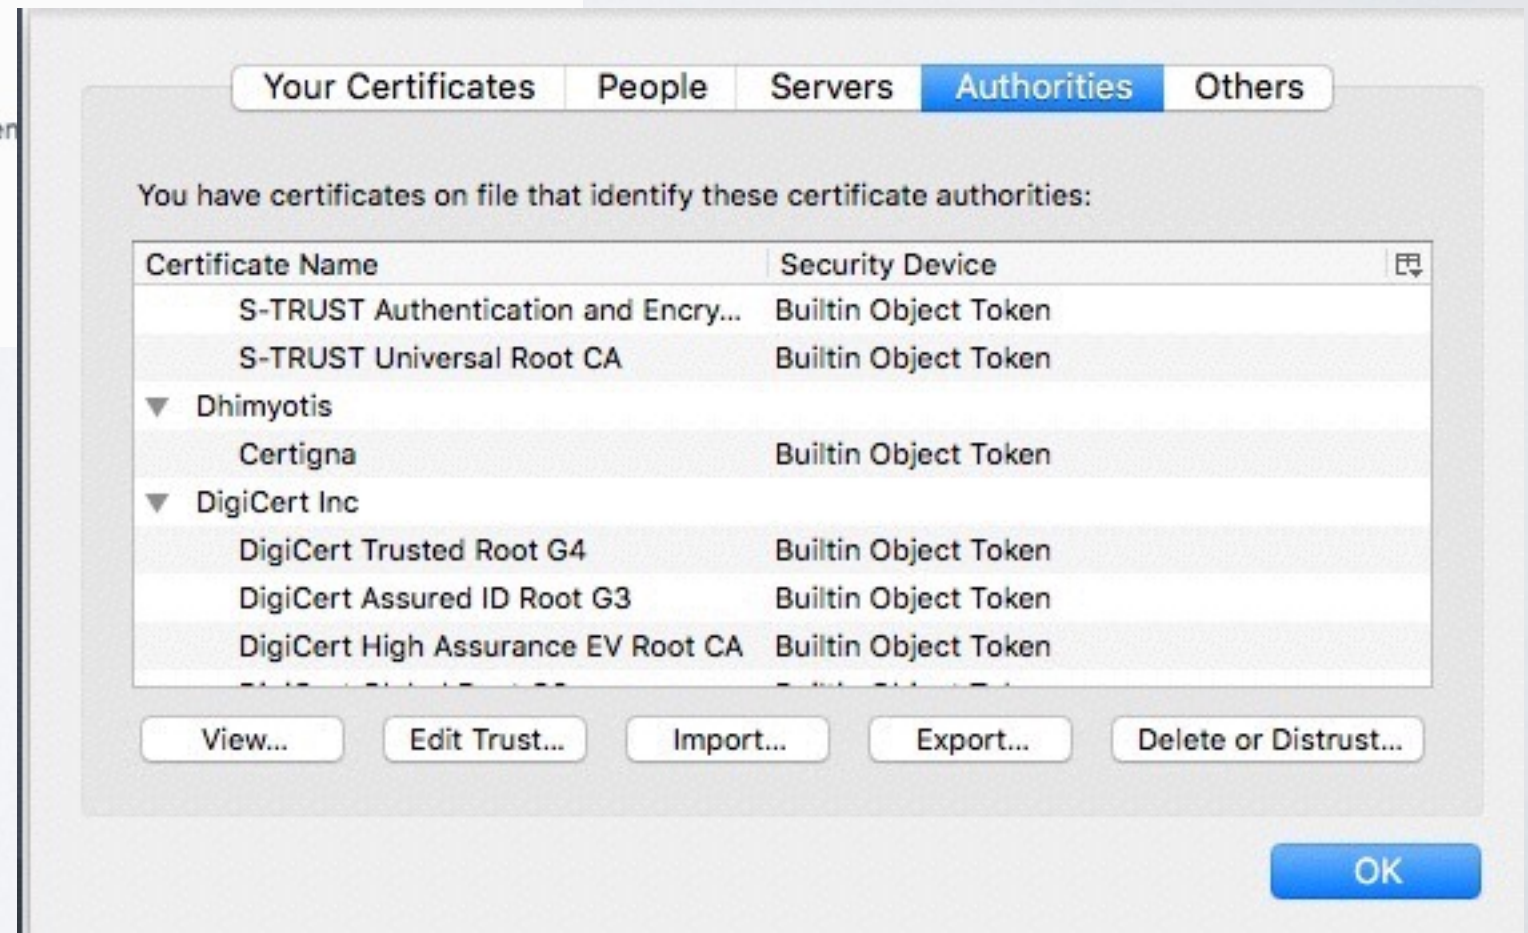 en
Your Certificates People Servers Authorities Others
You have certificates on file that identify these certificate authorities:
Certificate Name Security Device
S-TRUST Authentication and Encry... Builtin Object Token
S-TRUST Universal Root CA Builtin Object Token
Dhimyotis
Certigna Builtin Object Token
DigiCert Inc
DigiCert Trusted Root G4 Builtin Object Token
DigiCert Assured ID Root G3 Builtin Object Token
DigiCert High Assurance EV Root CA Builtin Object Token
View... Edit Trust... Import... Export... Delete or Distrust...
OK